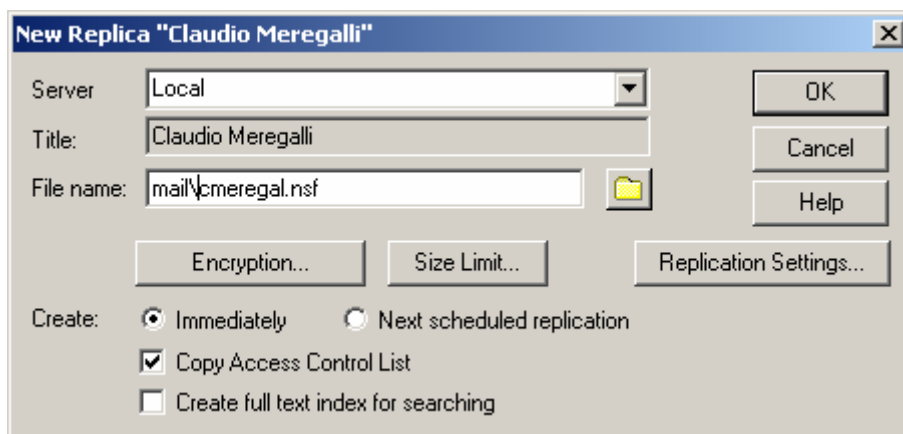 New Replica "Claudio Meregalli"
Server Local OK
Title: Claudio Meregalli Cancel
File name: mail\cmeregal.nsf Help
Encryption... Size Limit... Replication Settings...
Create: Immediately Next scheduled replication
Copy Access Control List
Create full text index for searching